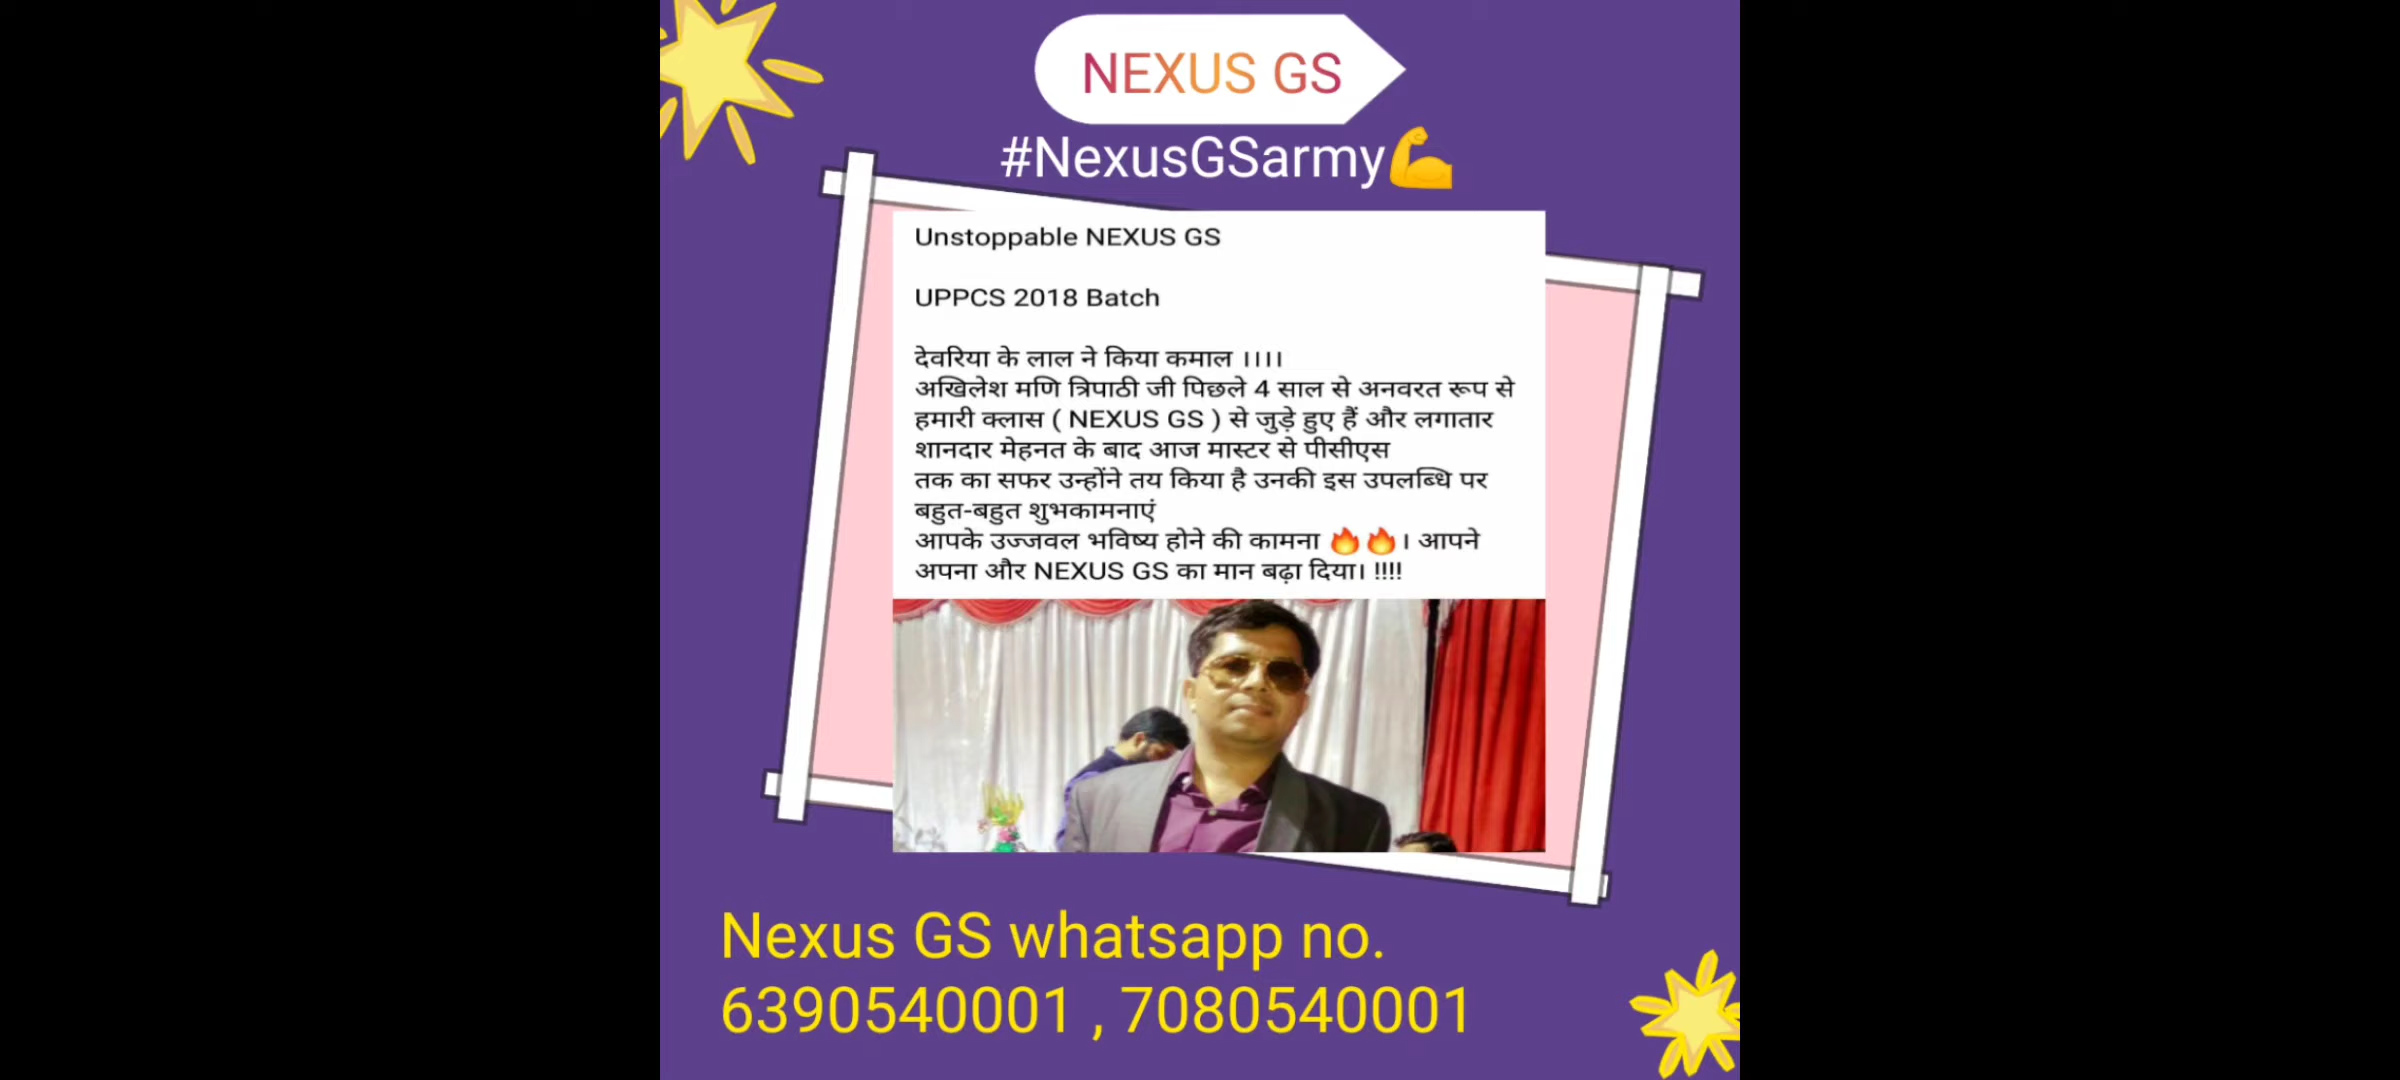 NEXUS GS
#NexusGSarmy💪
Unstoppable NEXUS GS
UPPCS 2018 Batch
देवरिया के लाल ने किया कमाल ।।।।
अखिलेश मणि त्रिपाठी जी पिछले 4 साल से अनवरत रूप से
हमारी क्लास ( NEXUS GS ) से जुड़े हुए हैं और लगातार
शानदार मेहनत के बाद आज मास्टर से पीसीएस
तक का सफर उन्होंने तय किया है उनकी इस उपलब्धि पर
बहुत-बहुत शुभकामनाएं
आपके उज्जवल भविष्य होने की कामना 🔥🔥। आपने
अपना और NEXUS GS का मान बढ़ा दिया। !!!!
Nexus GS whatsapp no.
6390540001 , 7080540001